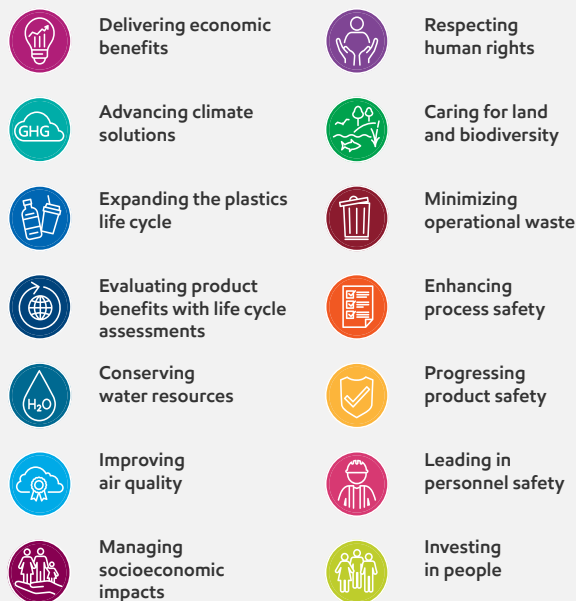 Delivering economic
benefits
GHG
Advancing climate
solutions
Expanding the plastics
life cycle
Evaluating product
benefits with life cycle
assessments
H₂O
Conserving
water resources
Improving
air quality
Managing
socioeconomic
impacts
Respecting
human rights
Caring for land
and biodiversity
Minimizing
operational waste
Enhancing
process safety
Progressing
product safety
Leading in
personnel safety
Investing
in people